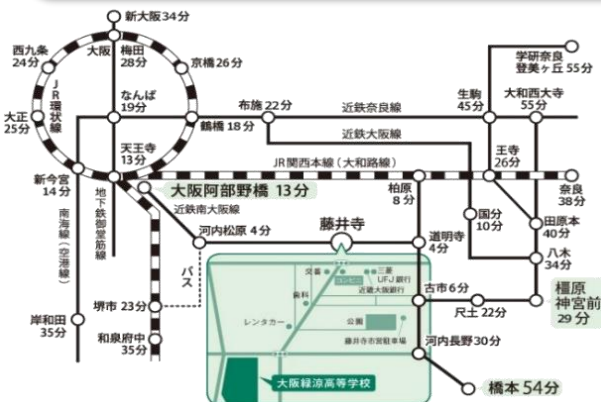 新大阪34分
西九条
24分
大阪
梅田
28分
京橋26分
学研奈良
登美ヶ丘55分
JR環状線
大正
25分
なんば
19分
鶴橋18分
布施22分
近鉄奈良線
生駒
45分
大和西大寺
55分
近鉄大阪線
天王寺
13分
JR関西本線（大和路線）
王寺
26分
新今宮
14分
大阪阿部野橋 13分
柏原
8分
奈良
38分
南海線（空港線）
地下鉄御堂筋線
近鉄南大阪線
河内松原4分
藤井寺
道明寺
4分
国分
10分
田原本
40分
八木
34分
バス
交番
コンビニ
三菱
UFJ銀行
近畿大阪銀行
歯科
レンタカー
公園
藤井寺市営駐車場
古市6分
尺土22分
橿原
神宮前
29分
堺市23分
岸和田
35分
和泉府中
35分
河内長野30分
大阪緑涼高等学校
橋本54分